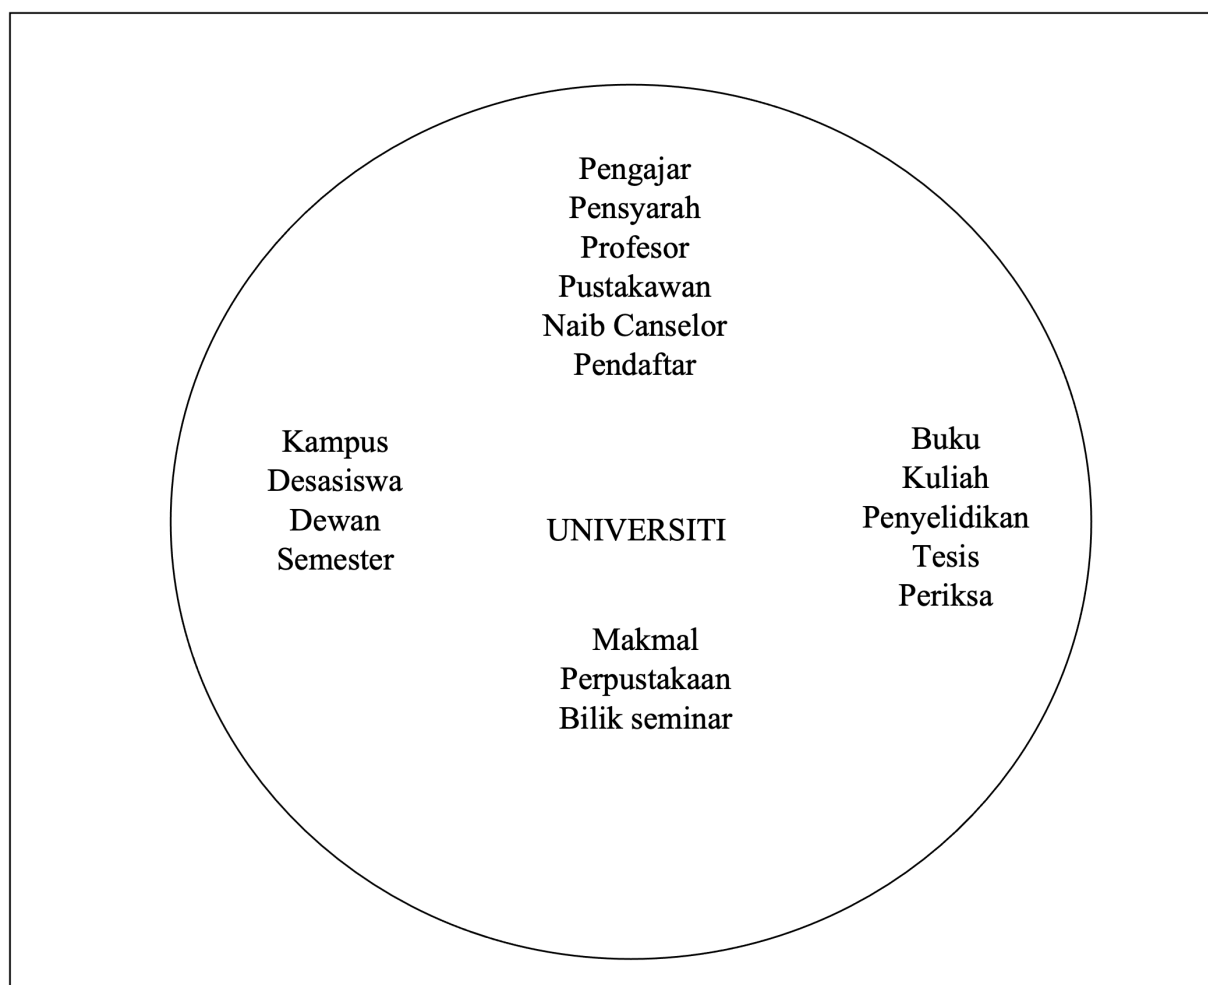 Pengajar
Pensyarah
Profesor
Pustakawan
Naib Canselor
Pendaftar
Kampus
Desasiswa
Dewan
Semester
UNIVERSITI
Buku
Kuliah
Penyelidikan
Tesis
Periksa
Makmal
Perpustakaan
Bilik seminar